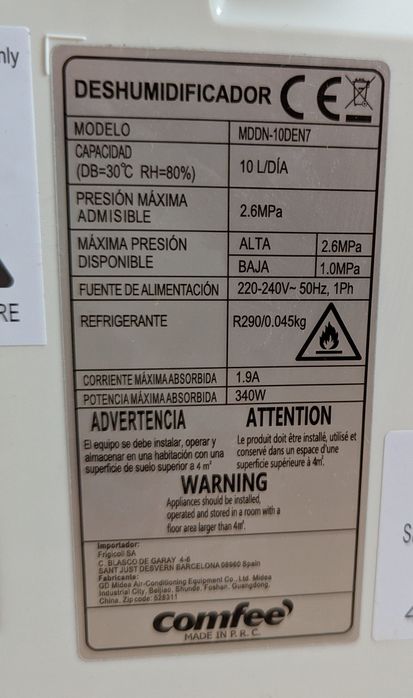 nly
DESHUMIDIFICADOR CE
MODELO MDDN-10DEN7
CAPACIDAD
(DB=30℃ RH=80%) 10 L/DÍA
PRESIÓN MÁXIMA
ADMISIBLE 2.6MPa
MÁXIMA PRESIÓN
DISPONIBLE
ALTA 2.6MPa
BAJA 1.0MPa
FUENTE DE ALIMENTACIÓN 220-240V~ 50Hz, 1Ph
REFRIGERANTE R290/0.045kg
RE
CORRIENTE MÁXIMA ABSORBIDA 1.9A
POTENCIA MÁXIMA ABSORBIDA 340W
ADVERTENCIA
El equipo se debe instalar, operar y
almacenar en una habitación con una
superficie de suelo superior a 4 m²
ATTENTION
Le produit doit être installé, utilisé et
conservé dans un espace d'une
superficie supérieure à 4m².
WARNING
Appliances should be installed,
operated and stored in a room with a
floor area larger than 4m².
Importador:
Frigicoll SA
C. BLASCO DE GARAY 4-6
SANT JUST DESVERN BARCELONA 08960 Spain
Fabricante:
GD Midea Air-Conditioning Equipment Co., Ltd. Midea
Industrial City, Beijiao, Shunde, Foshan, Guangdong,
China, Zip code: 528311
Comfee'
MADE IN P. R. C.
S
4